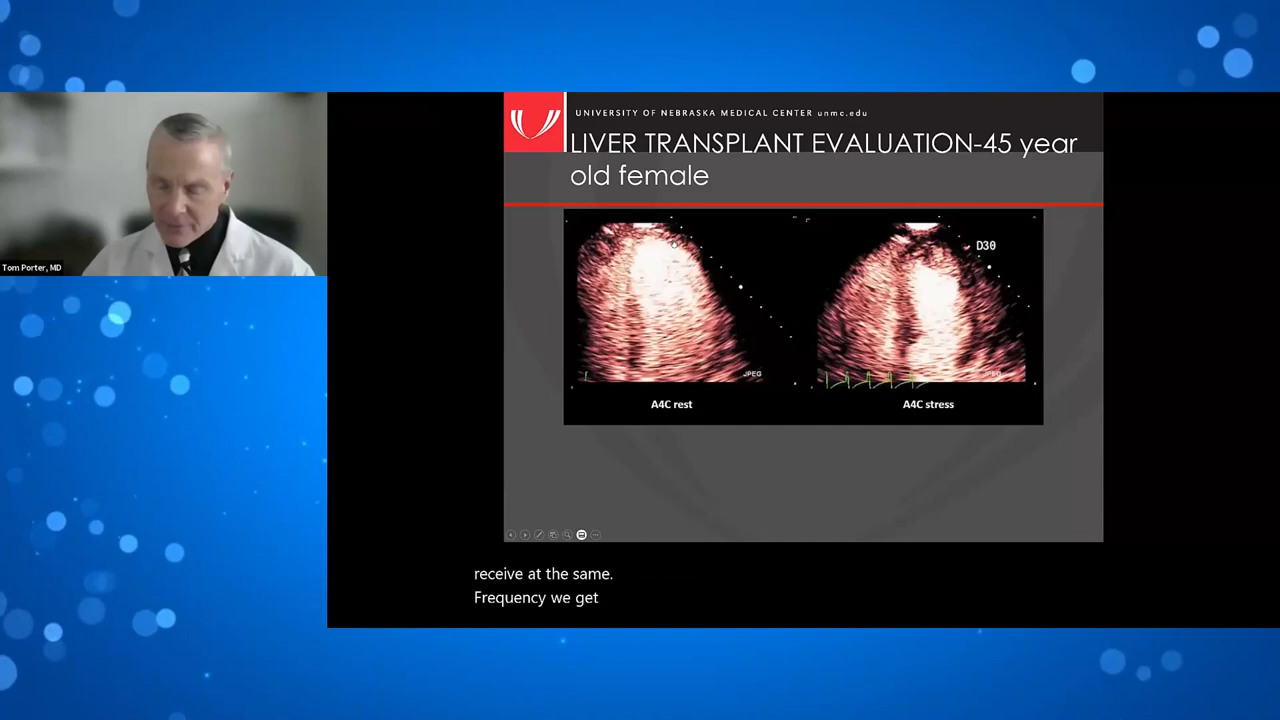 UNIVERSITY OF NEBRASKA MEDICAL CENTER unmc.edu
LIVER TRANSPLANT EVALUATION-45 year
old female
D30
JPEG
JPEG
A4C rest
A4C stress
Tom Porter, MD
receive at the same.
Frequency we get